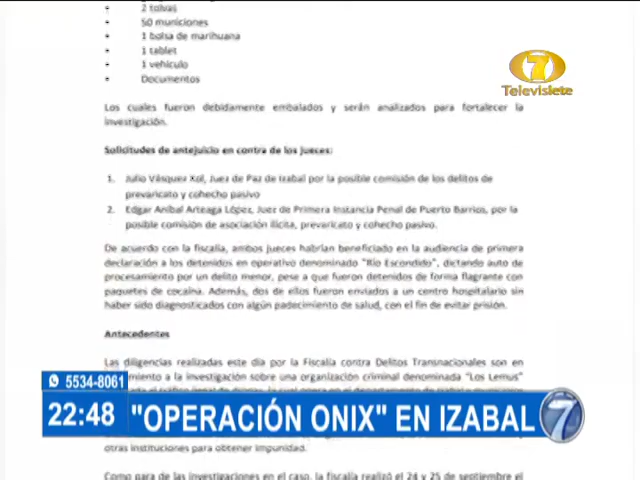 • 2 tolvas
• 50 municiones
• 1 bolsa de marihuana
• 1 tablet
• 1 vehículo
• Documentos
Los cuales fueron debidamente embalados y serán analizados para fortalecer la
investigación.
Solicitudes de antejuicio en contra de los jueces:
1. Julio Vásquez Xol, Juez de Paz de Izabal por la posible comisión de los delitos de
prevaricato y cohecho pasivo
2. Edgar Aníbal Arteaga López, Juez de Primera Instancia Penal de Puerto Barrios, por la
posible comisión de asociación ilícita, prevaricato y cohecho pasivo.
De acuerdo con la fiscalía, ambos jueces habrían beneficiado en la audiencia de primera
declaración a los detenidos en operativo denominado "Río Escondido", dictando auto de
procesamiento por un delito menor, pese a que fueron detenidos de forma flagrante con
paquetes de cocaína. Además, dos de ellos fueron enviados a un centro hospitalario sin
haber sido diagnosticados con algún padecimiento de salud, con el fin de evitar prisión.
Antecedentes
Las diligencias realizadas este día por la Fiscalía contra Delitos Transnacionales son en
a la investigación sobre una organización criminal denominada "Los Lemus"
otras instituciones para obtener impunidad.
Como parte de las investigaciones en el caso, la fiscalía realizó el 24 y 25 de septiembre el
7
Televisiete
5534-8061
22:48 "OPERACIÓN ONIX" EN IZABAL 7